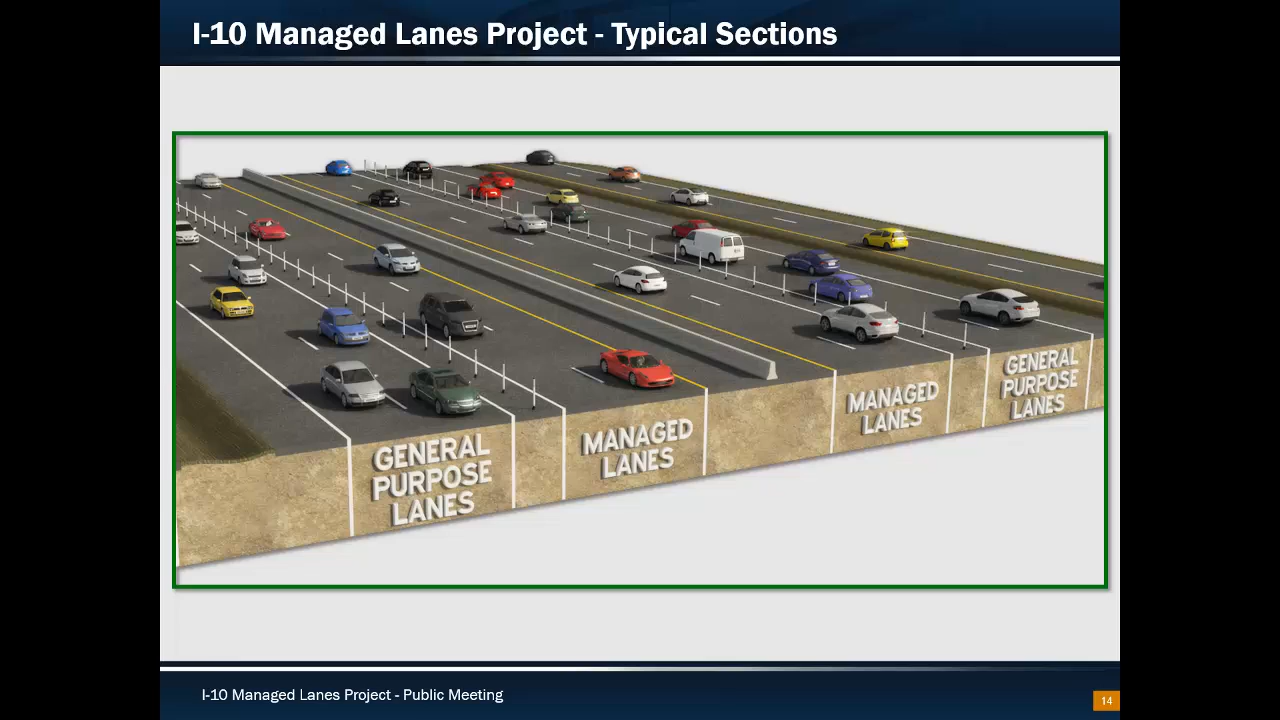 I-10 Managed Lanes Project - Typical Sections
GENERAL
PURPOSE
LANES
MANAGED
LANES
MANAGED
LANES
GENERAL
PURPOSE
LANES
I-10 Managed Lanes Project - Public Meeting
14